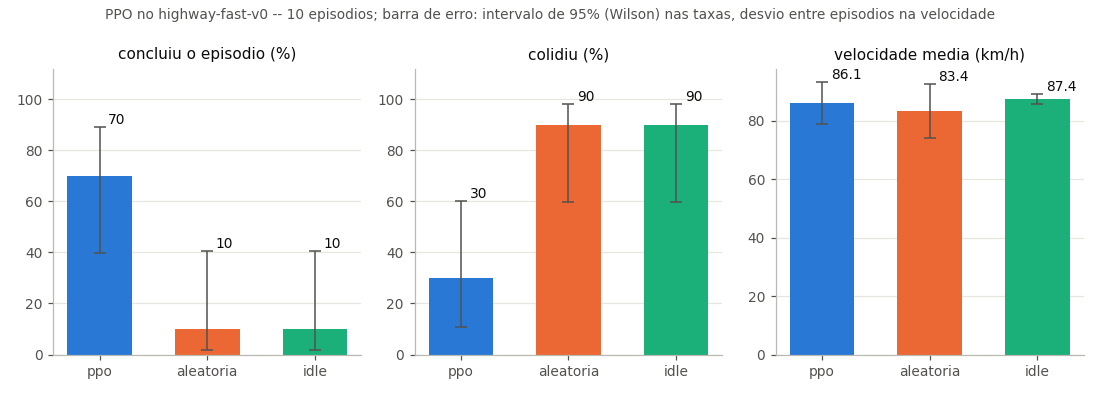 PPO no highway-fast-v0 -- 10 episodios; barra de erro: intervalo de 95% (Wilson) nas taxas, desvio entre episodios na velocidade
concluiu o episodio (%)
100
80
60
40
20
0
70
10
10
ppo
aleatoria
idle
colidiu (%)
100
80
60
40
20
0
30
90
90
ppo
aleatoria
idle
velocidade media (km/h)
80
60
40
20
0
86.1
83.4
87.4
ppo
aleatoria
idle